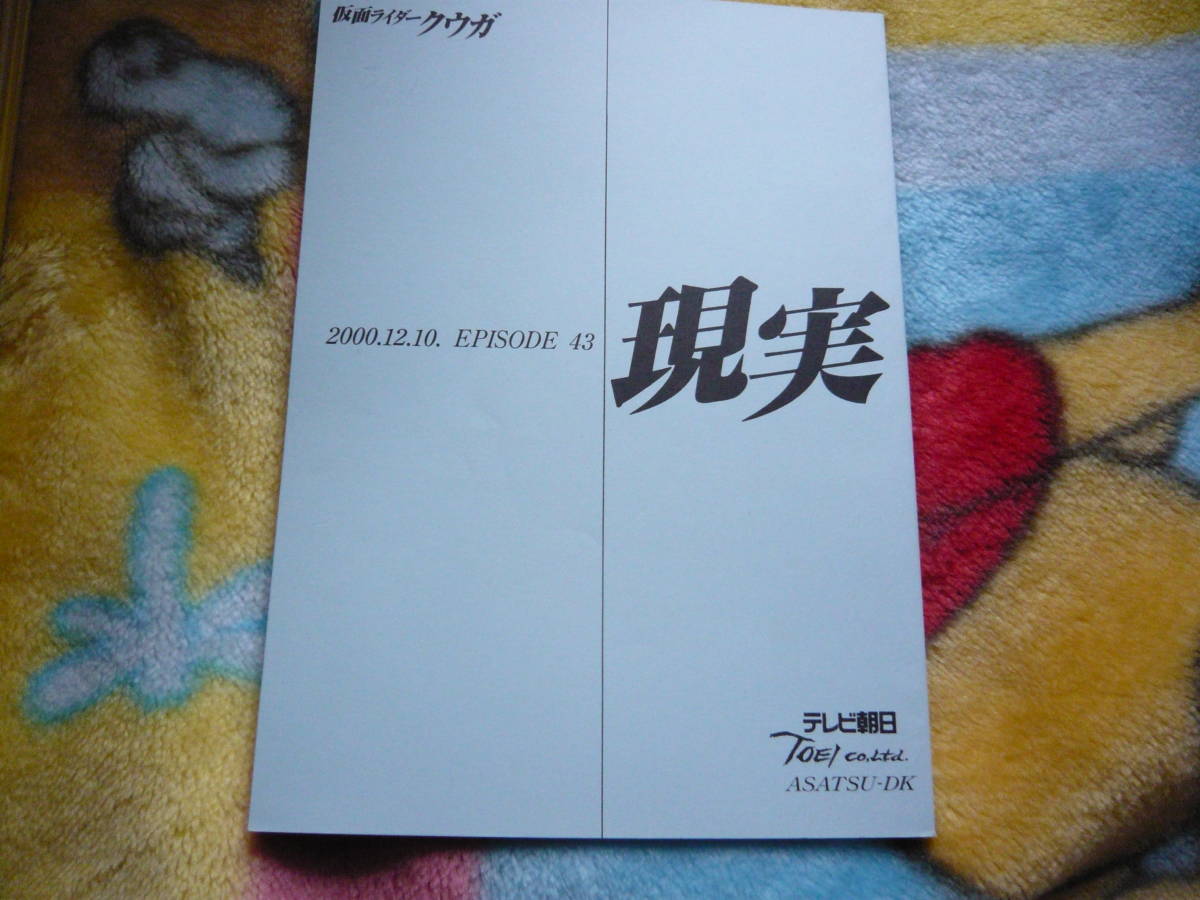 仮面ライダークウガ
2000.12.10. EPISODE 43
現実
テレビ朝日
TOEI CO.,Ltd.
ASATSU-DK